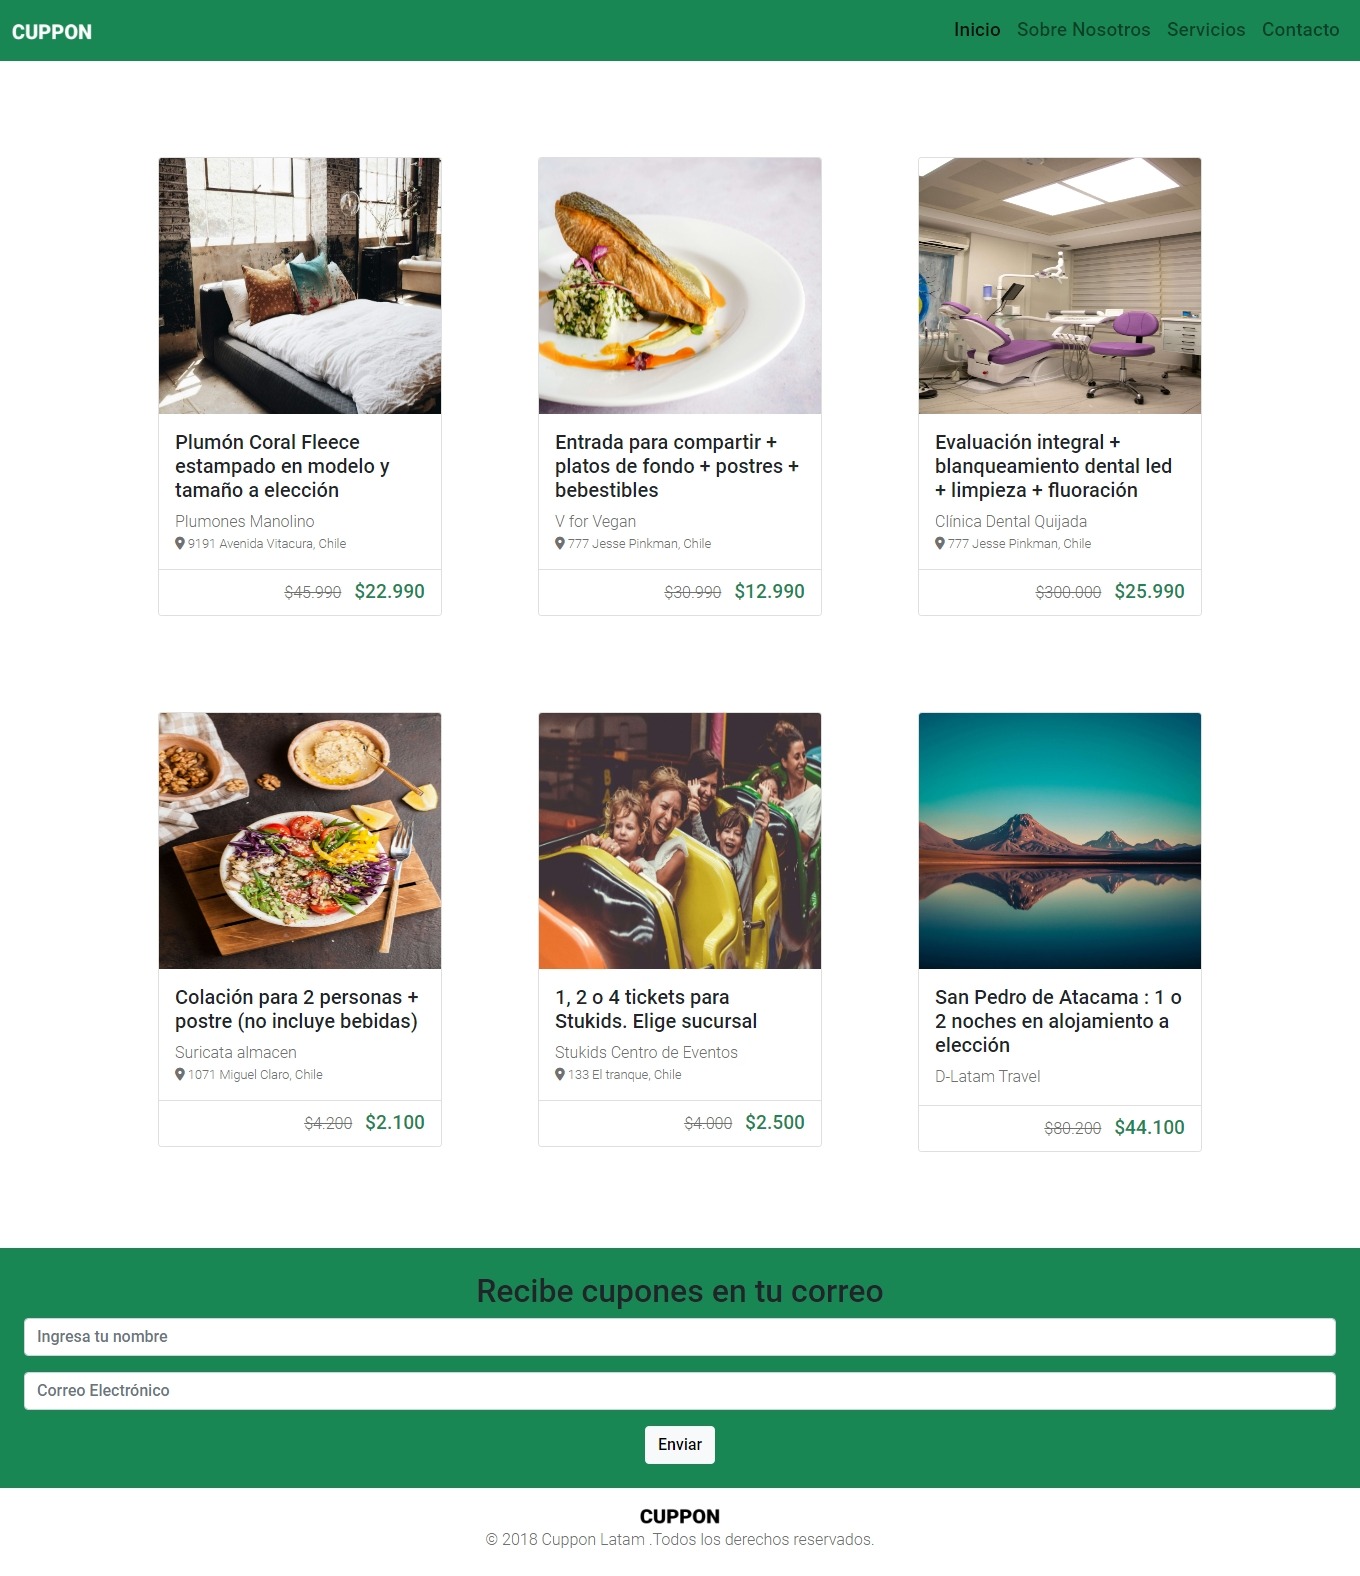 CUPPON
Inicio Sobre Nosotros Servicios Contacto
Plumón Coral Fleece
estampado en modelo y
tamaño a elección
Plumones Manolino
9191 Avenida Vitacura, Chile
$45.990 $22.990
Entrada para compartir +
platos de fondo + postres +
bebestibles
V for Vegan
777 Jesse Pinkman, Chile
$30.990 $12.990
Evaluación integral +
blanqueamiento dental led
+ limpieza + fluoración
Clínica Dental Quijada
777 Jesse Pinkman, Chile
$300.000 $25.990
Colación para 2 personas +
postre (no incluye bebidas)
Suricata almacen
1071 Miguel Claro, Chile
$4.200 $2.100
1, 2 o 4 tickets para
Stukids. Elige sucursal
Stukids Centro de Eventos
133 El tranque, Chile
$4.000 $2.500
San Pedro de Atacama : 1 o
2 noches en alojamiento a
elección
D-Latam Travel
$80.200 $44.100
Recibe cupones en tu correo
Ingresa tu nombre
Correo Electrónico
Enviar
CUPPON
© 2018 Cuppon Latam .Todos los derechos reservados.